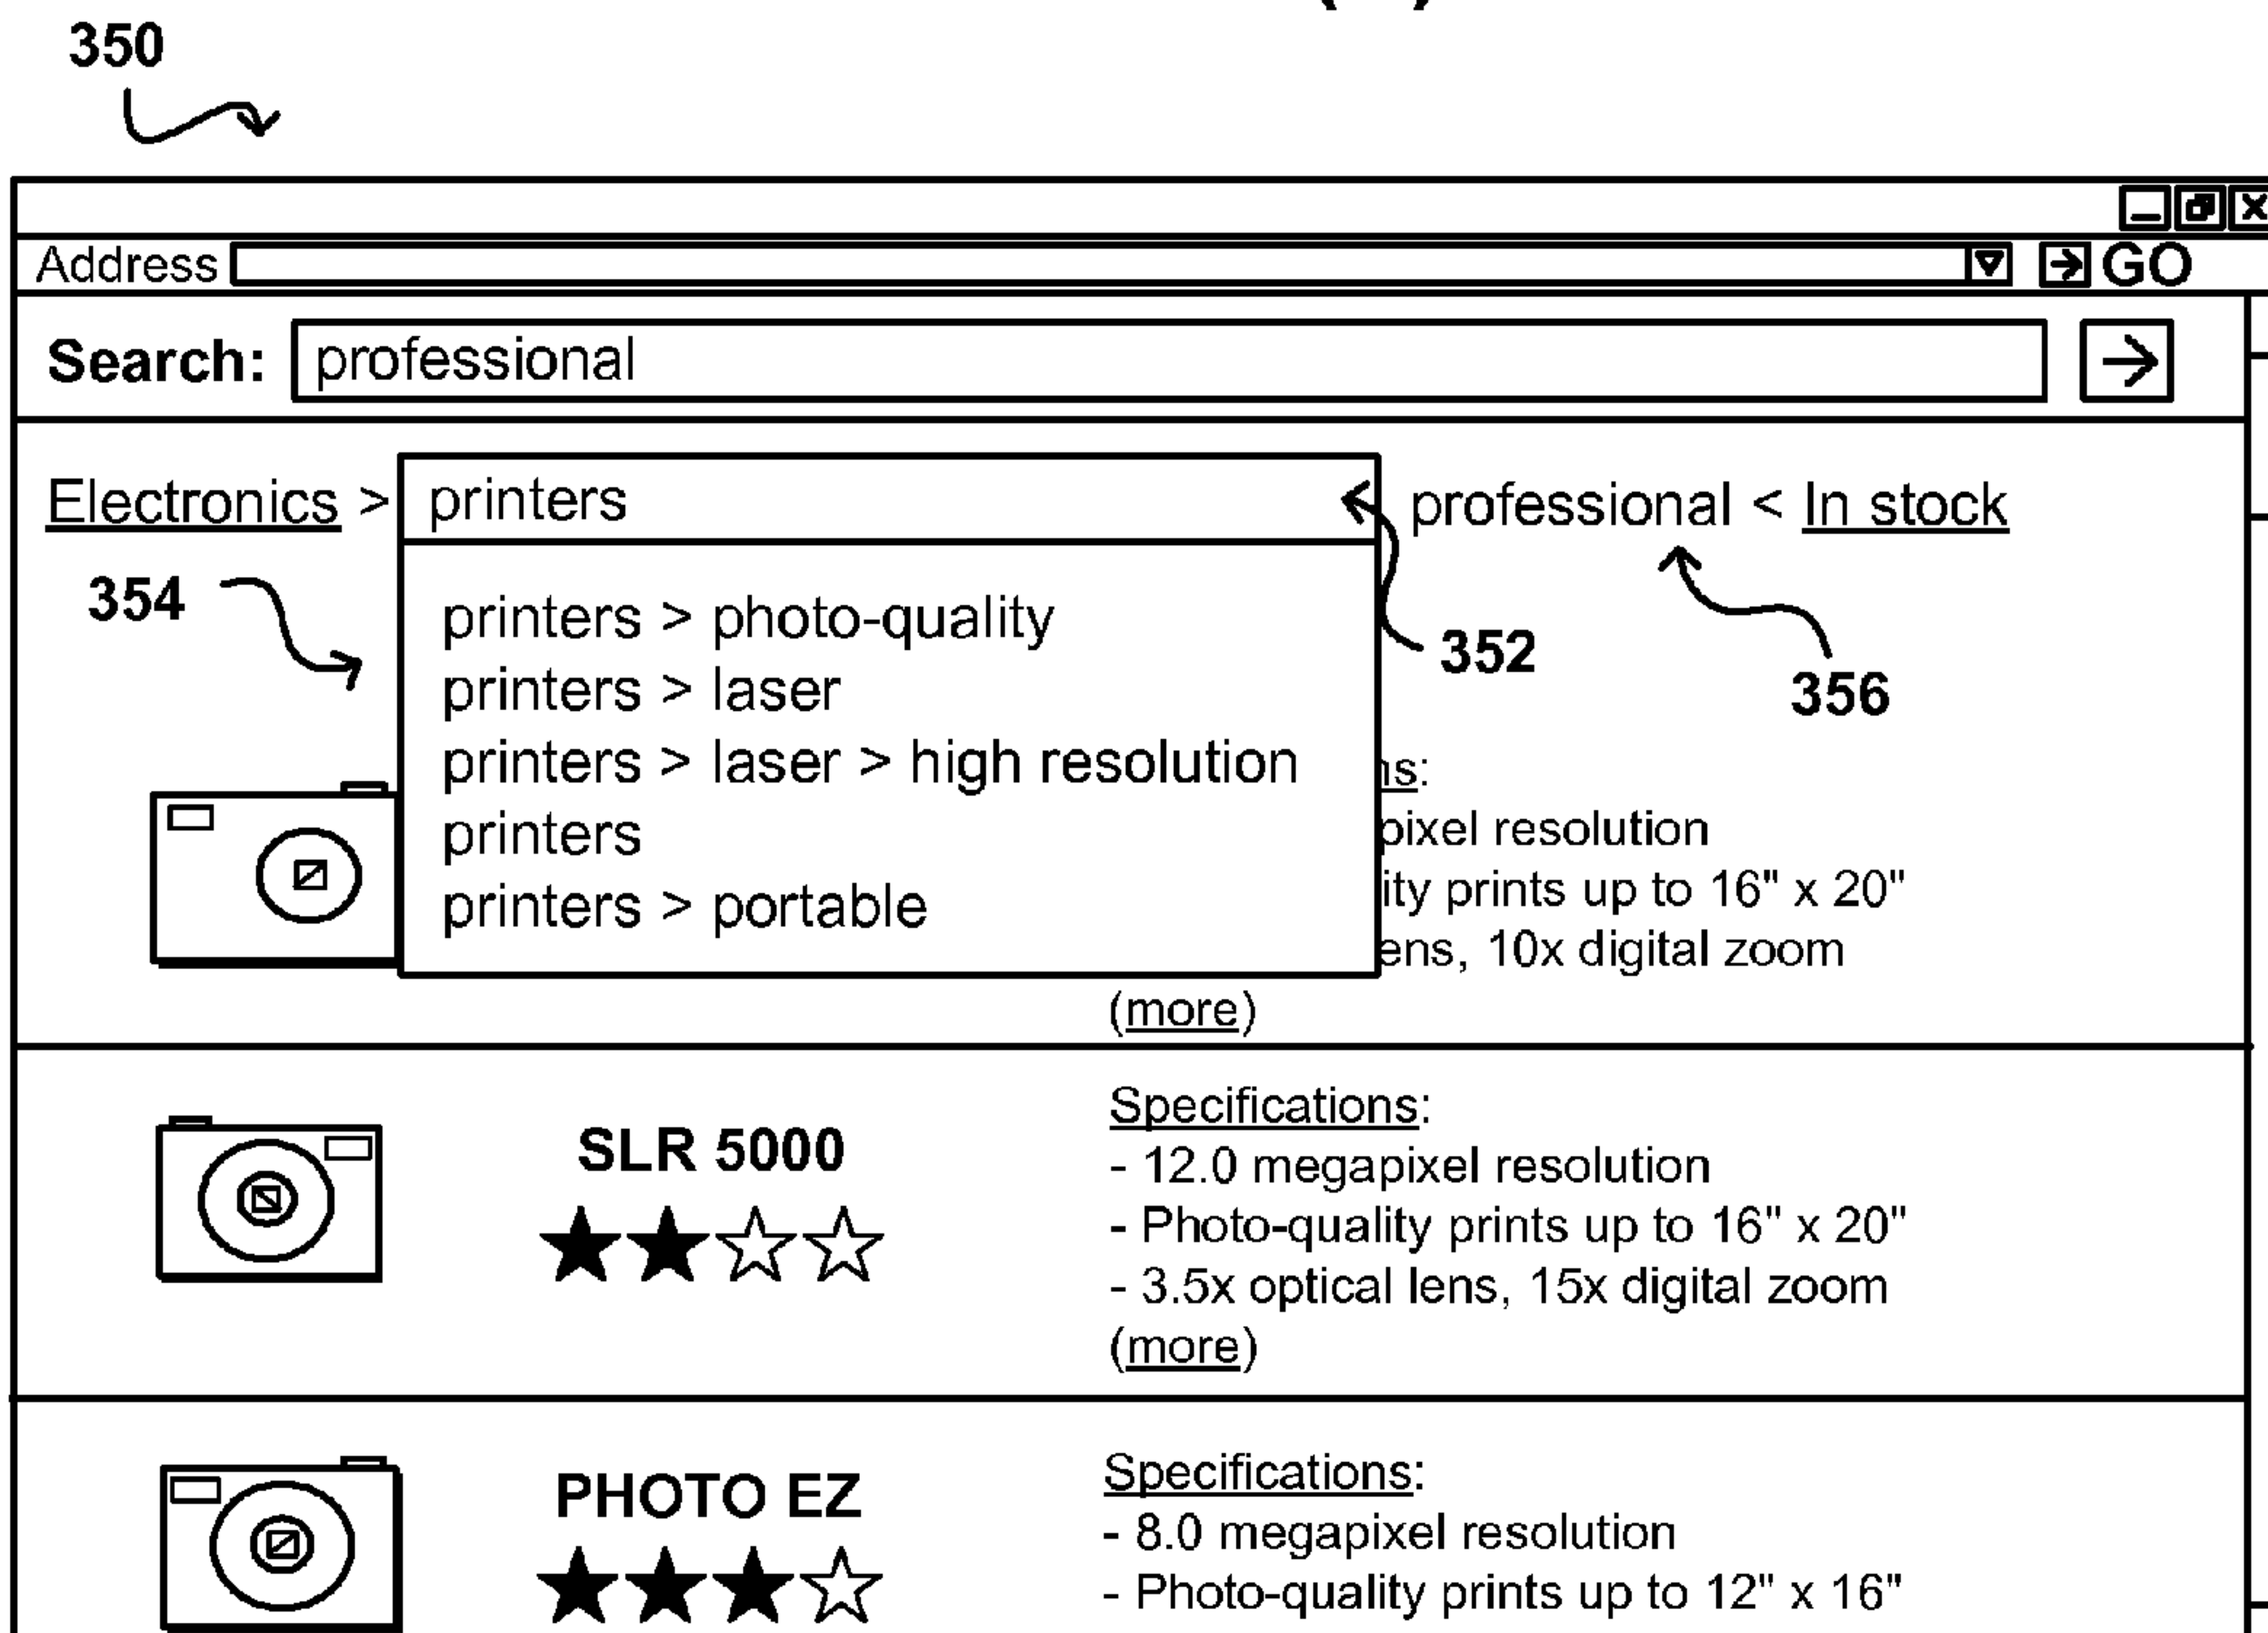 350
Address GO
Search: professional
Electronics > printers professional < In stock
354
printers > photo-quality
352
printers > laser
356
printers > laser > high resolution
printers
printers > portable
pixel resolution
prints up to 16" x 20"
10x digital zoom
(more)
SLR 5000
Specifications:
- 12.0 megapixel resolution
- Photo-quality prints up to 16" x 20"
- 3.5x optical lens, 15x digital zoom
(more)
PHOTO EZ
Specifications:
- 8.0 megapixel resolution
- Photo-quality prints up to 12" x 16"